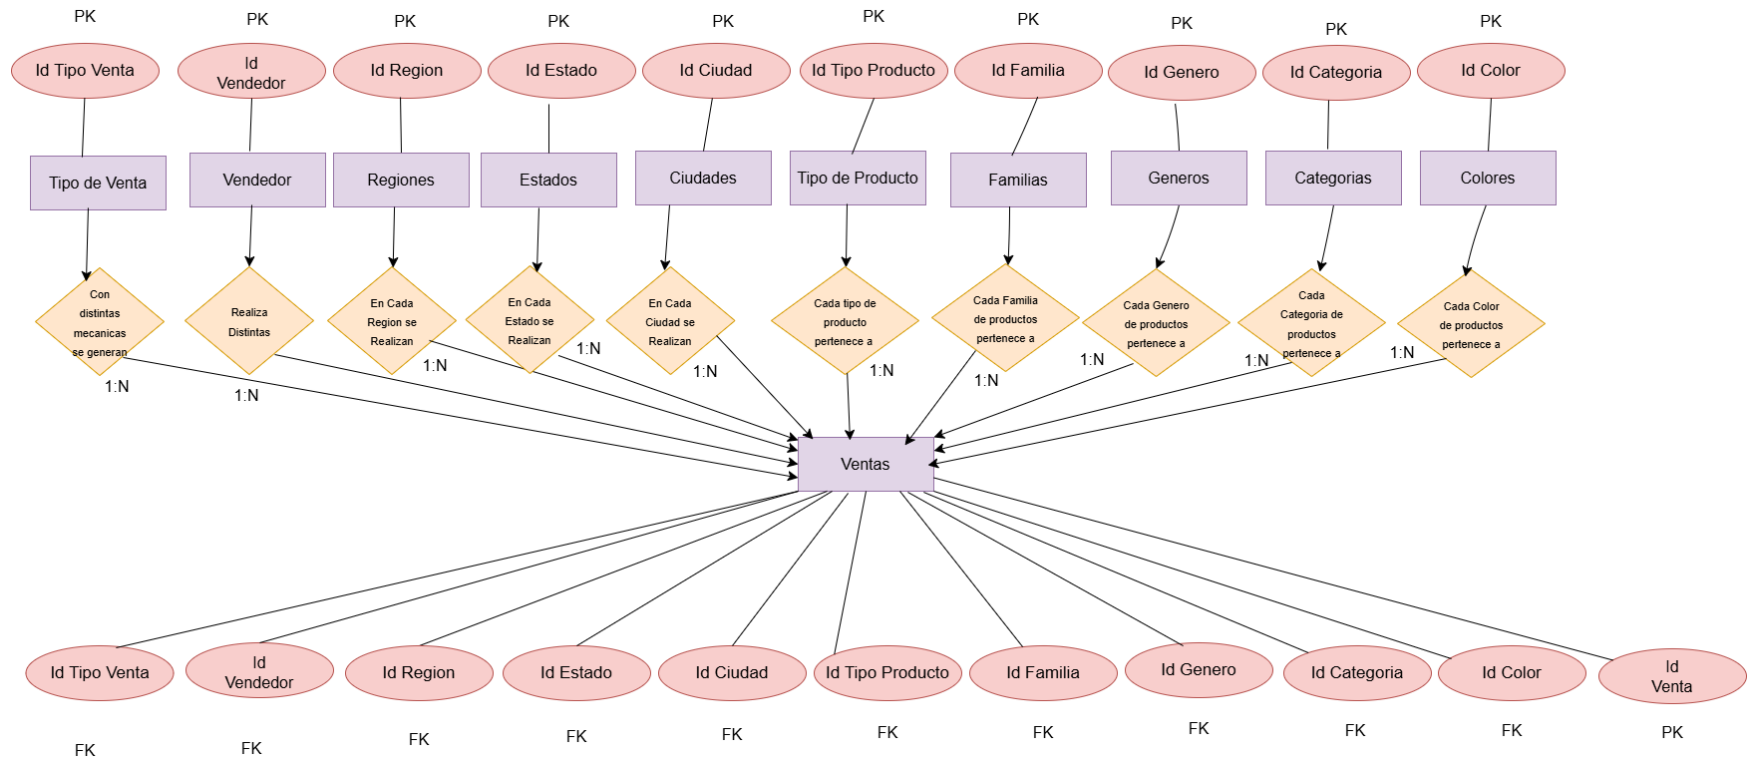 PK
PK
PK
PK
PK
PK
PK
PK
PK
PK
Id Tipo Venta
Id
Vendedor
Id Region
Id Estado
Id Ciudad
Id Tipo Producto
Id Familia
Id Genero
Id Categoria
Id Color
Tipo de Venta
Vendedor
Regiones
Estados
Ciudades
Tipo de Producto
Familias
Generos
Categorias
Colores
Con
distintas
mecanicas
se generan
Realiza
Distintas
En Cada
Region se
Realizan
En Cada
Estado se
Realizan
En Cada
Ciudad se
Realizan
Cada tipo de
producto
pertenece a
Cada Familia
de productos
pertenece a
Cada Genero
de productos
pertenece a
Cada
Categoria de
productos
pertenece a
Cada Color
de productos
pertenece a
1:N
1:N
1:N
1:N
1:N
1:N
1:N
1:N
1:N
1:N
Ventas
Id Tipo Venta
Id
Vendedor
Id Region
Id Estado
Id Ciudad
Id Tipo Producto
Id Familia
Id Genero
Id Categoria
Id Color
Id
Venta
FK
FK
FK
FK
FK
FK
FK
FK
FK
FK
PK